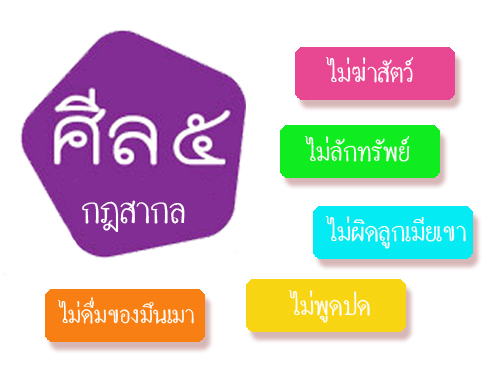 ศีล ๕
กฎสากล
ไม่ฆ่าสัตว์
ไม่ลักทรัพย์
ไม่ผิดลูกเมียเขา
ไม่พูดปด
ไม่ดื่มของมึนเมา